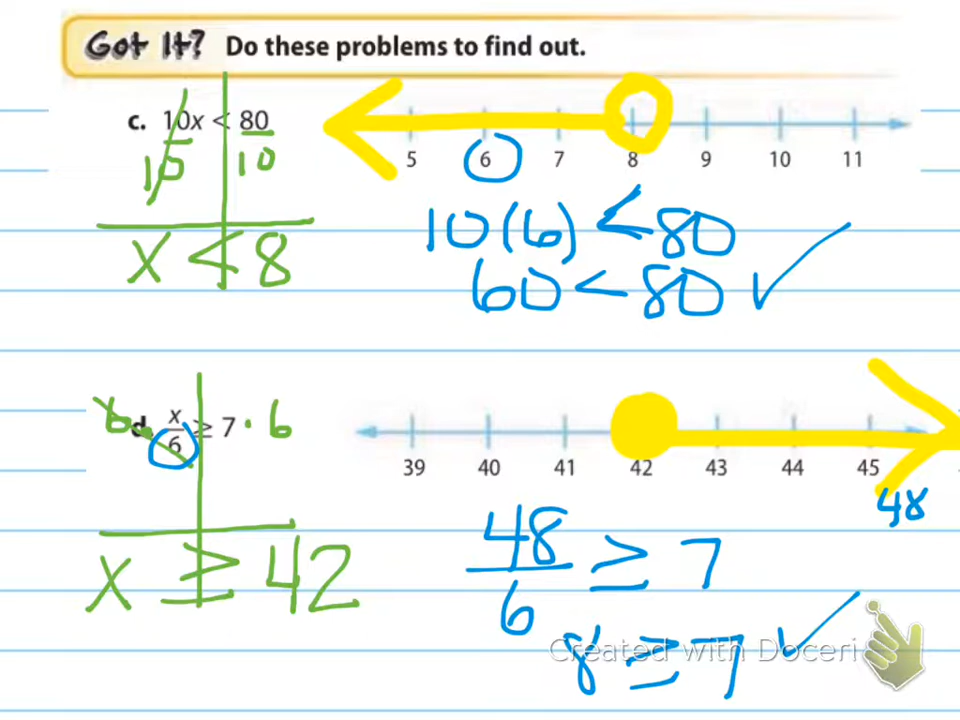 Got It? Do these problems to find out.
c. 10x < 80
10 10
x < 8
5 6 7 8 9 10 11
10(6) < 80
60 < 80 ✓
6 · d. x/6 ≥ 7 · 6
x ≥ 42
39 40 41 42 43 44 45
48
48/6 ≥ 7
8 ≥ 7 ✓
Created with Doceri